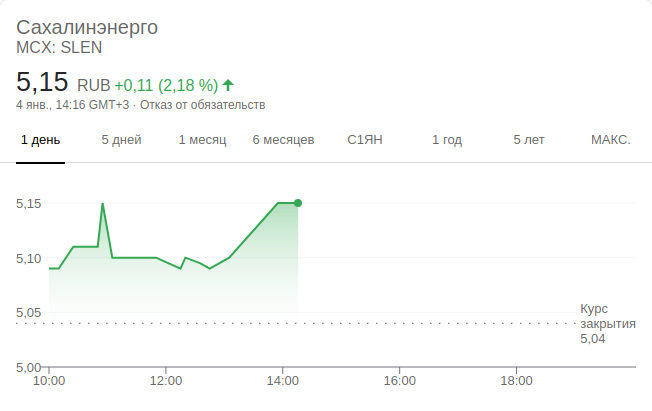 Сахалинэнерго
MCX: SLEN
5,15 RUB +0,11 (2,18 %)
4 янв., 14:16 GMT+3 · Отказ от обязательств
1 день 5 дней 1 месяц 6 месяцев С1ЯН 1 год 5 лет МАКС.
5,15
5,10
5,05
Курс
закрытия
5,04
5,00
10:00 12:00 14:00 16:00 18:00